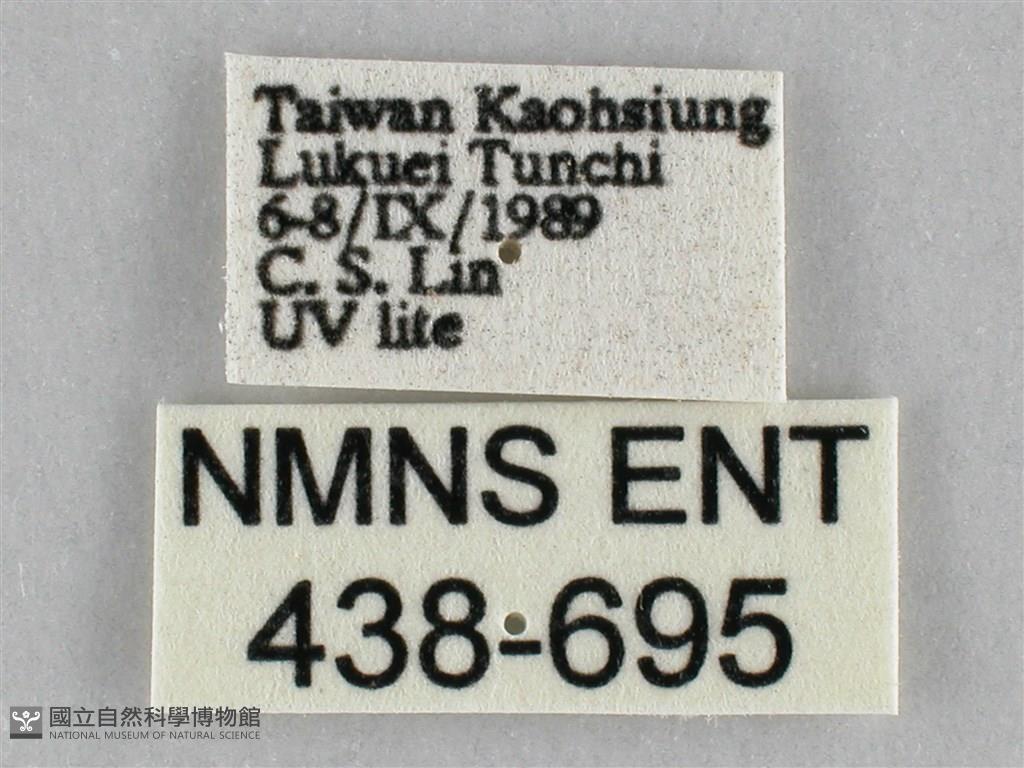 Taiwan Kaohsiung
Lukuei Tunchi
6-8/IX/1989
C. S. Lin
UV lite
NMNS ENT
438-695
國立自然科學博物館
NATIONAL MUSEUM OF NATURAL SCIENCE